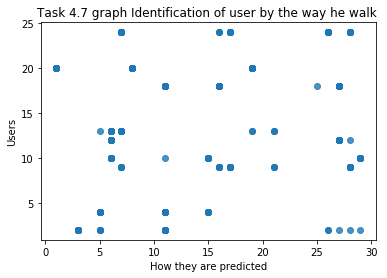 Task 4.7 graph Identification of user by the way he walk
25
20
15
10
5
Users
0 5 10 15 20 25 30
How they are predicted